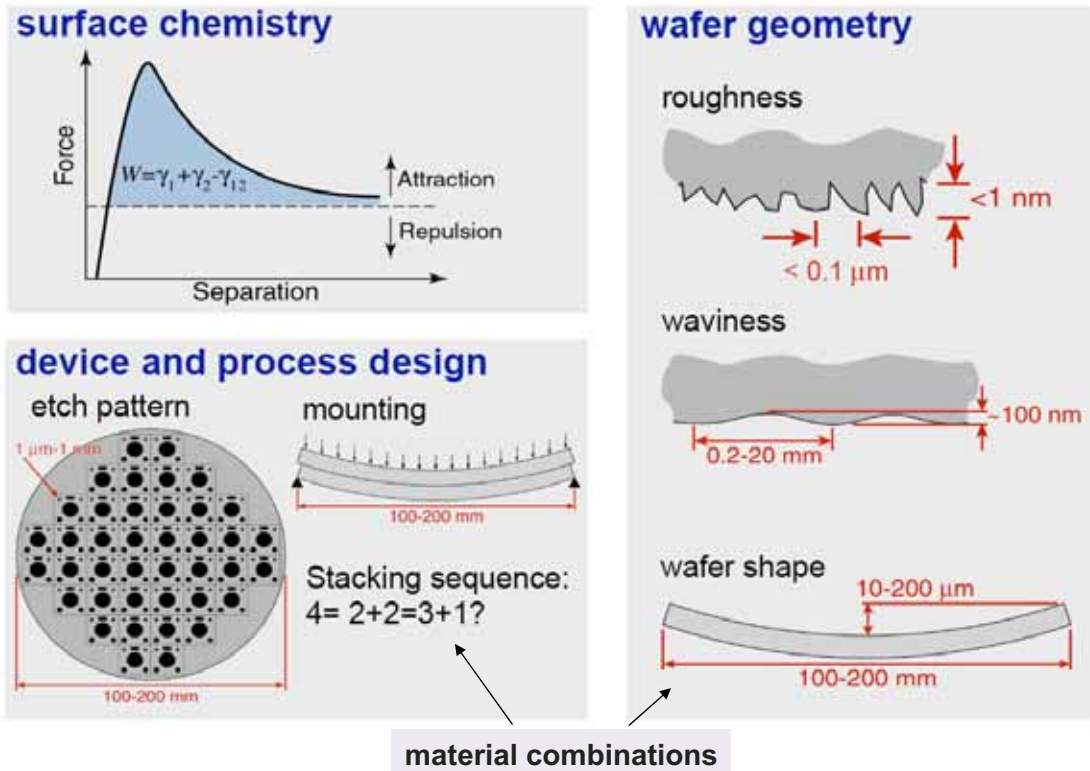 surface chemistry
Force
W=γ1+γ2-γ12
Attraction
Repulsion
Separation
device and process design
etch pattern
1 μm-1 mm
100-200 mm
mounting
100-200 mm
Stacking sequence:
4= 2+2=3+1?
wafer geometry
roughness
<1 nm
< 0.1 μm
waviness
~100 nm
0.2-20 mm
wafer shape
10-200 μm
100-200 mm
material combinations